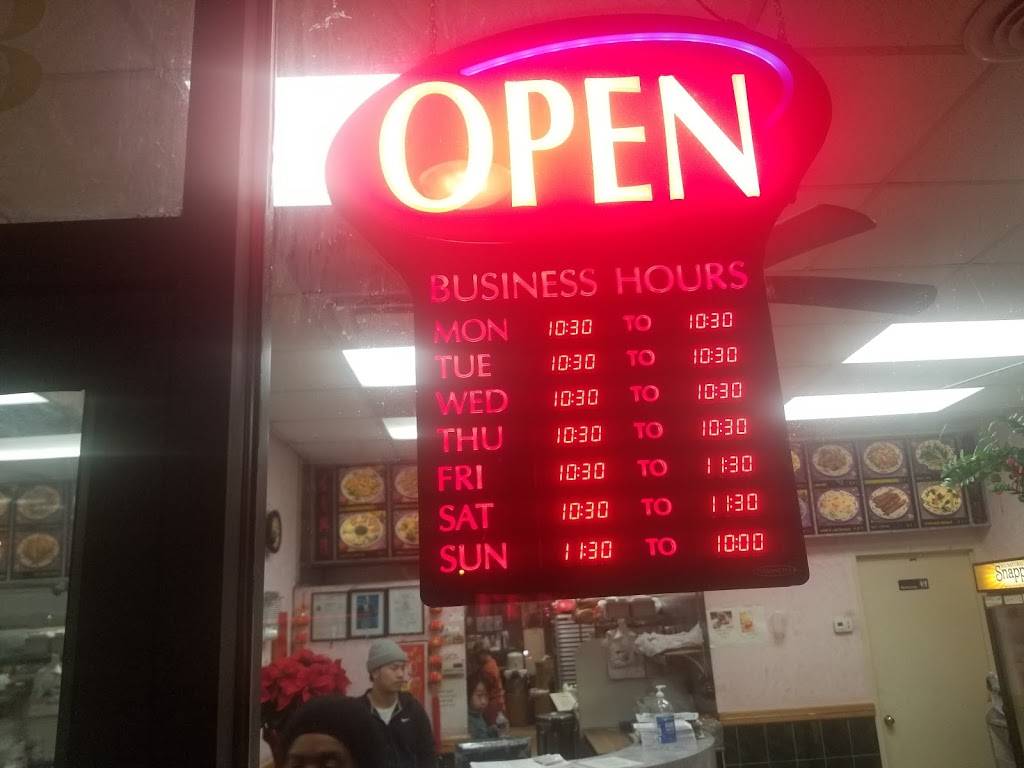 OPEN
BUSINESS HOURS
MON 10:30 TO 10:30
TUE 10:30 TO 10:30
WED 10:30 TO 10:30
THU 10:30 TO 10:30
FRI 10:30 TO 11:30
SAT 10:30 TO 11:30
SUN 11:30 TO 10:00
Snapp